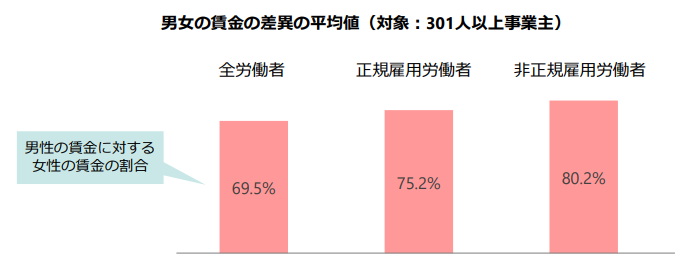 男女の賃金の差異の平均値（対象：301人以上事業主）
全労働者
正規雇用労働者
非正規雇用労働者
男性の賃金に対する
女性の賃金の割合
69.5%
75.2%
80.2%